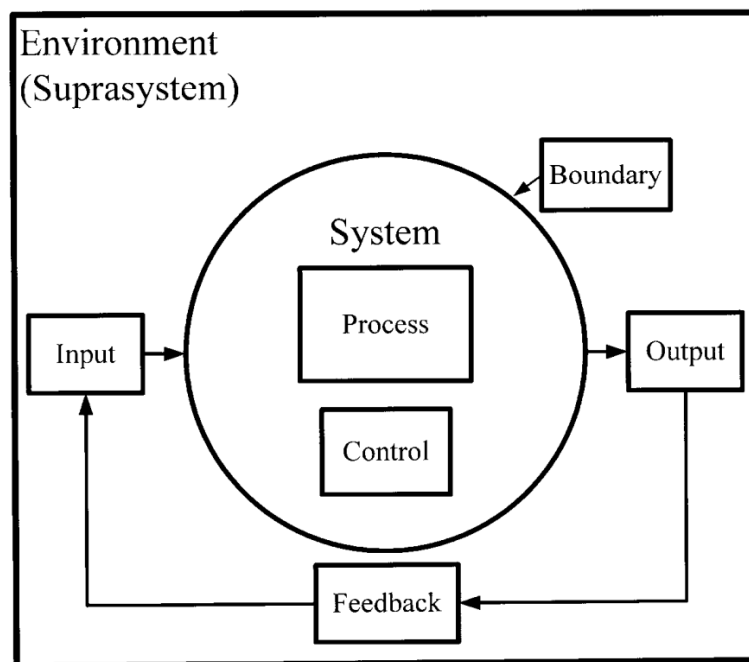 Environment
(Suprasystem)
Boundary
System
Process
Input
Output
Control
Feedback